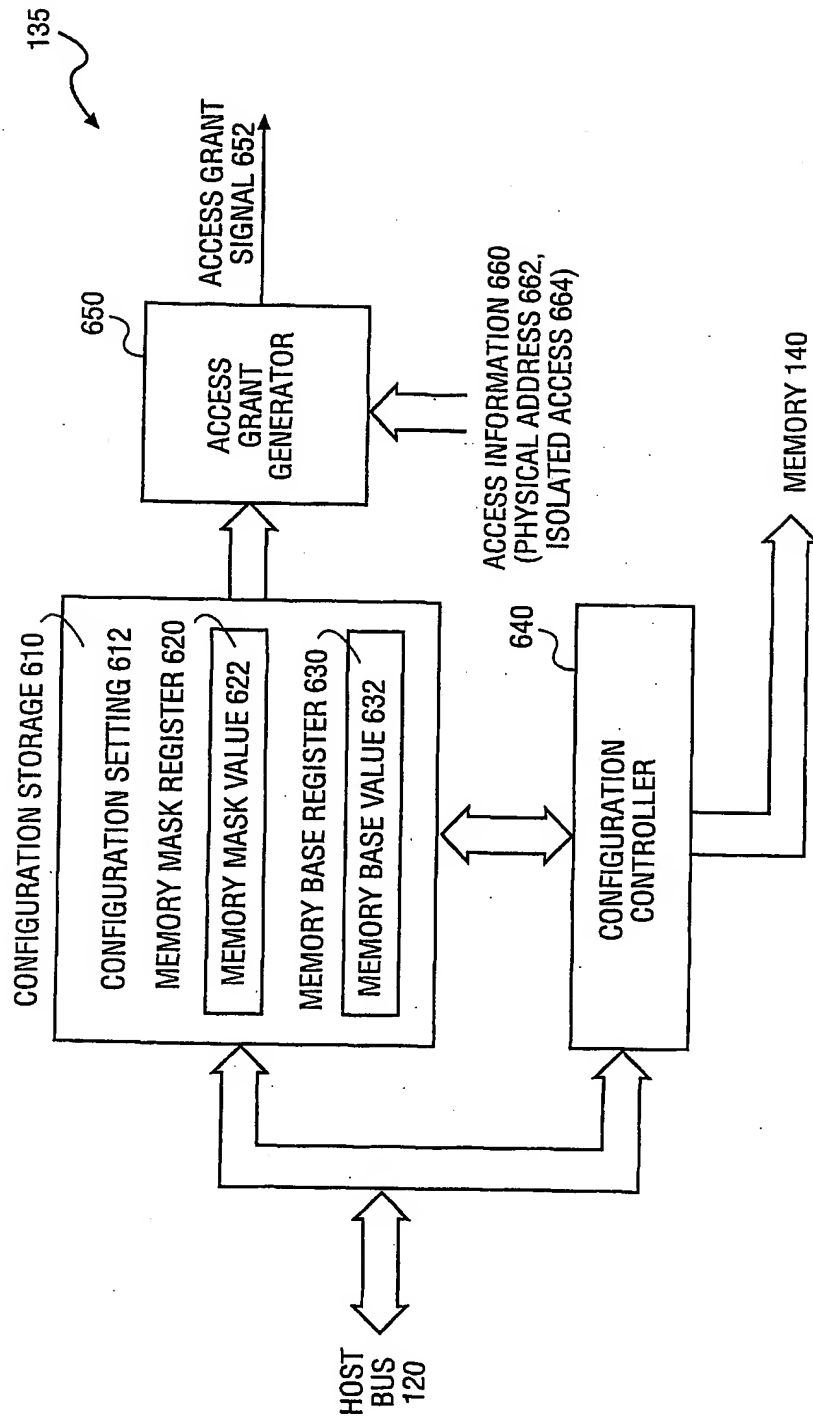 135
CONFIGURATION STORAGE 610
CONFIGURATION SETTING 612
MEMORY MASK REGISTER 620
MEMORY MASK VALUE 622
MEMORY BASE REGISTER 630
MEMORY BASE VALUE 632
650
ACCESS
GRANT
GENERATOR
ACCESS GRANT
SIGNAL 652
ACCESS INFORMATION 660
(PHYSICAL ADDRESS 662,
ISOLATED ACCESS 664)
HOST
BUS
120
640
CONFIGURATION
CONTROLLER
MEMORY 140